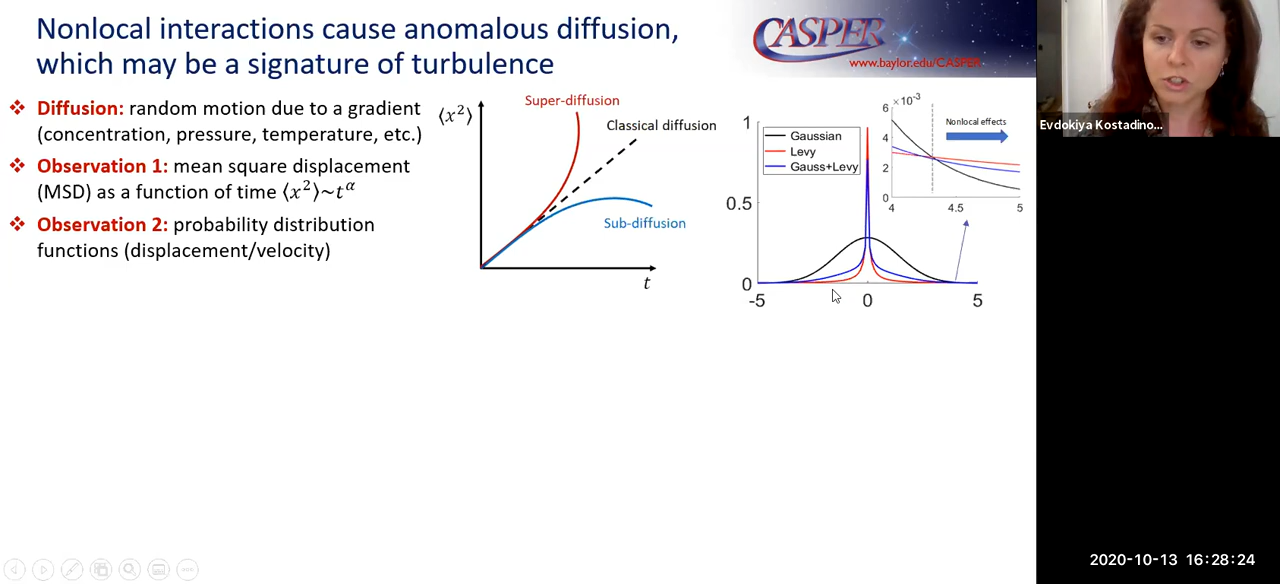 Nonlocal interactions cause anomalous diffusion,
which may be a signature of turbulence
CASPER
www.baylor.edu/CASPER
❖ Diffusion: random motion due to a gradient
(concentration, pressure, temperature, etc.)
❖ Observation 1: mean square displacement
(MSD) as a function of time ⟨x²⟩~t^α
❖ Observation 2: probability distribution
functions (displacement/velocity)
⟨x²⟩
Super-diffusion
Classical diffusion
Sub-diffusion
t
1
0.5
0
-5
0
5
Gaussian
Levy
Gauss+Levy
×10⁻³
6
4
2
0
4
4.5
5
Nonlocal effects
Evdokiya Kostadino...
2020-10-13 16:28:24